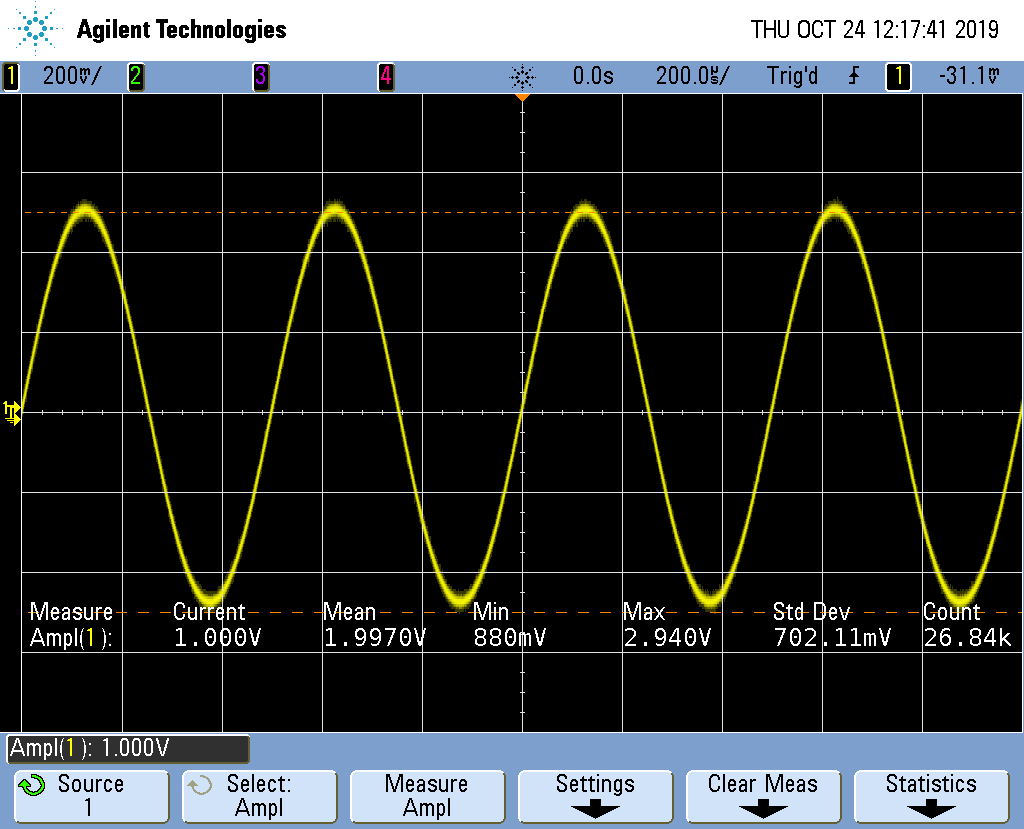 Agilent Technologies THU OCT 24 12:17:41 2019
1 200mV/ 2 3 4 0.0s 200.0µs/ Trig'd 1 -31.1mV
Measure Current Mean Min Max Std Dev Count
Ampl(1): 1.000V 1.9970V 880mV 2.940V 702.11mV 26.84k
Ampl(1): 1.000V
Source Select: Measure Settings Clear Meas Statistics
1 Ampl Ampl